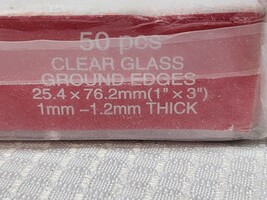 50 pcs
CLEAR GLASS
GROUND EDGES
25.4 × 76.2mm(1" × 3")
1mm –1.2mm THICK